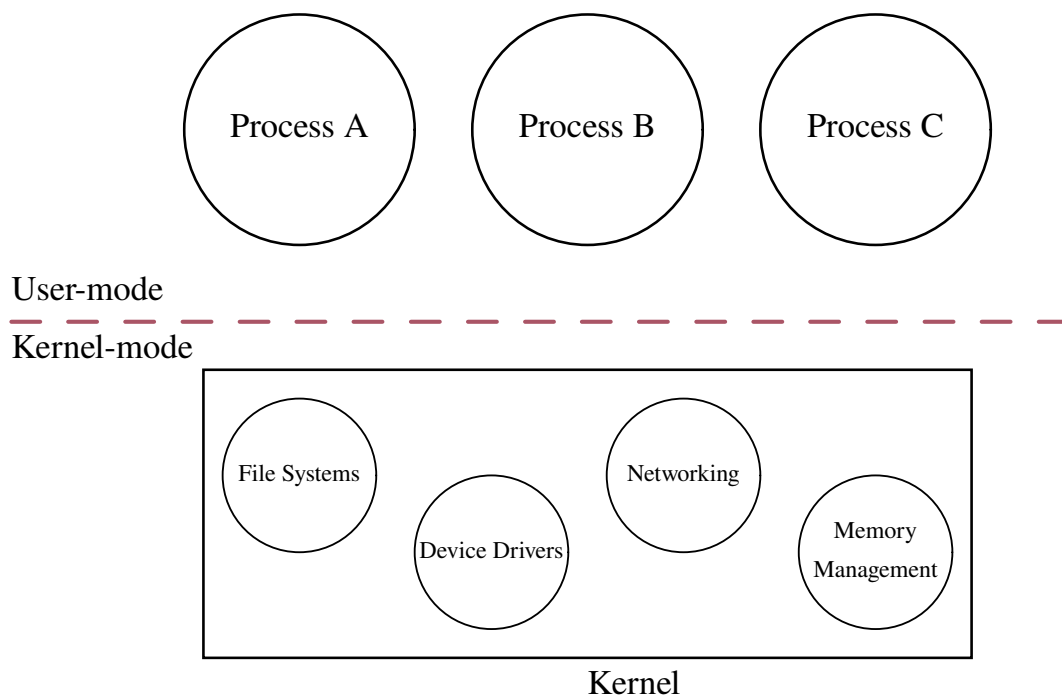 Process A
Process B
Process C
User-mode
Kernel-mode
File Systems
Device Drivers
Networking
Memory
Management
Kernel